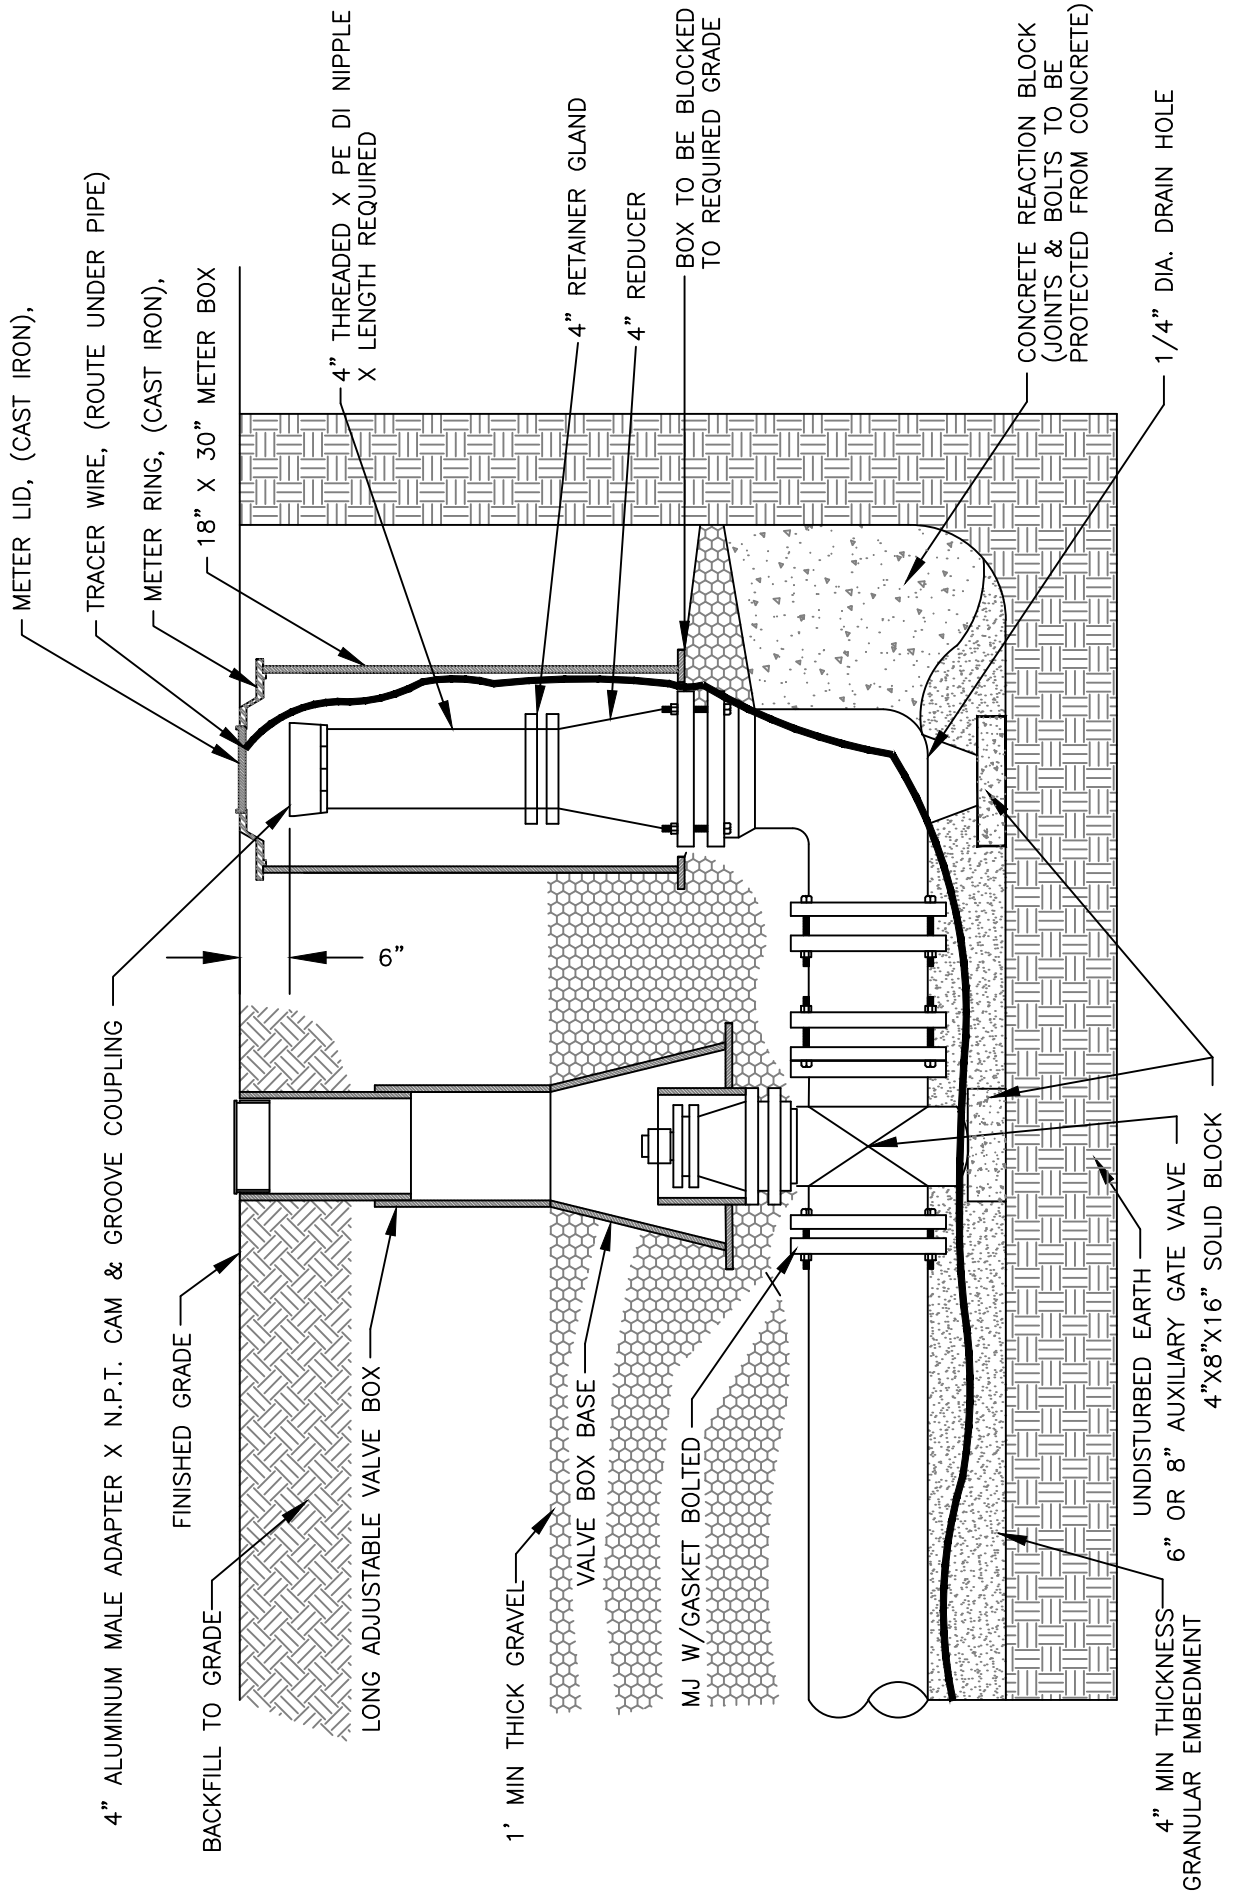 METER LID, (CAST IRON),
TRACER WIRE, (ROUTE UNDER PIPE)
METER RING, (CAST IRON),
18" X 30" METER BOX
4" THREADED X PE DI NIPPLE
X LENGTH REQUIRED
4" RETAINER GLAND
4" REDUCER
BOX TO BE BLOCKED
TO REQUIRED GRADE
CONCRETE REACTION BLOCK
(JOINTS & BOLTS TO BE
PROTECTED FROM CONCRETE)
1/4" DIA. DRAIN HOLE
6"
4" ALUMINUM MALE ADAPTER X N.P.T. CAM & GROOVE COUPLING
FINISHED GRADE
BACKFILL TO GRADE
LONG ADJUSTABLE VALVE BOX
1' MIN THICK GRAVEL
VALVE BOX BASE
MJ W/GASKET BOLTED
UNDISTURBED EARTH
6" OR 8" AUXILIARY GATE VALVE
4"X8"X16" SOLID BLOCK
4" MIN THICKNESS
GRANULAR EMBEDMENT